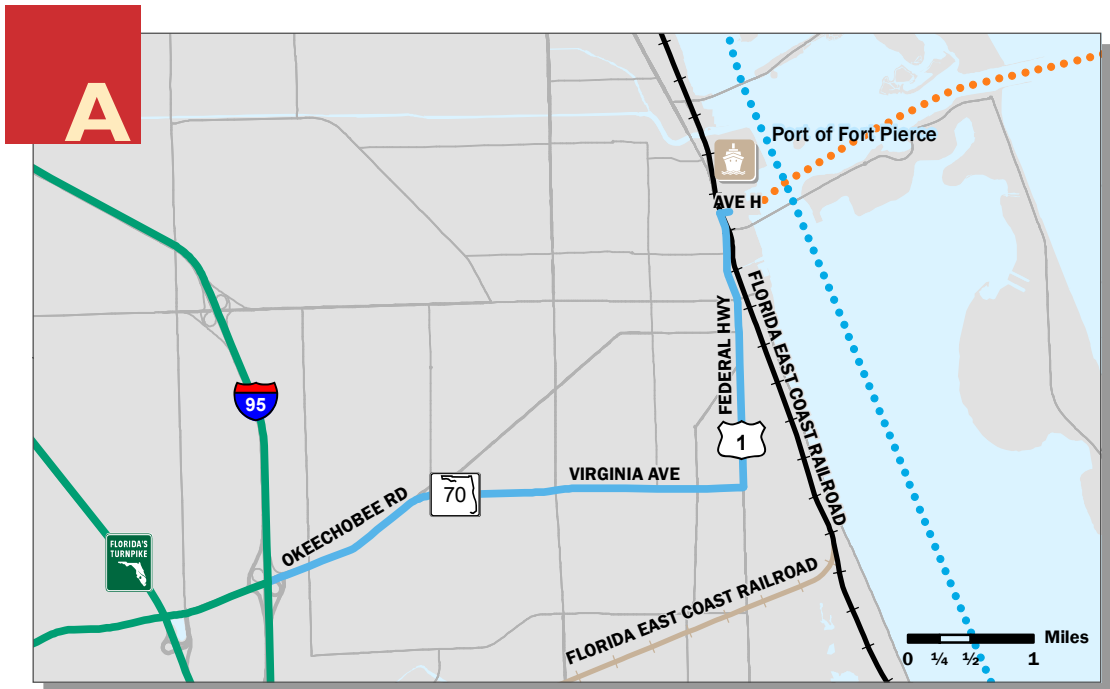 A
Port of Fort Pierce
AVE H
FLORIDA EAST COAST RAILROAD
FEDERAL HWY
95
1
VIRGINIA AVE
70
OKEECHOBEE RD
FLORIDA'S
TURNPIKE
FLORIDA EAST COAST RAILROAD
Miles
0 ¼ ½ 1